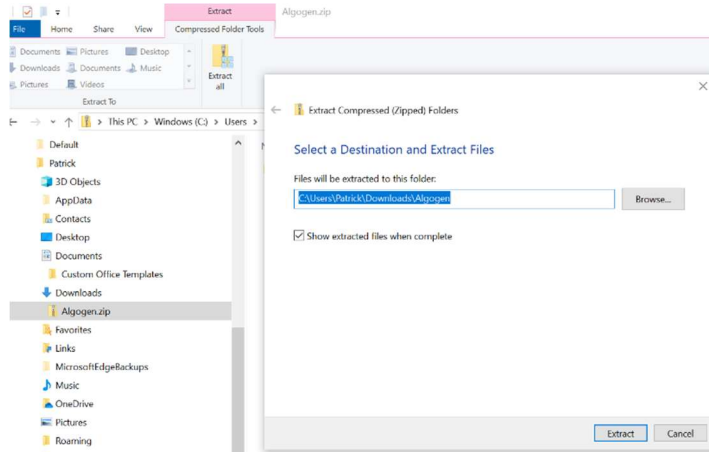 Extract
Algogen.zip
File Home Share View Compressed Folder Tools
Documents Pictures Desktop
Downloads Documents Music
Pictures Videos
Extract all
Extract To
This PC > Windows (C:) > Users >
Default
Patrick
3D Objects
AppData
Contacts
Desktop
Documents
Custom Office Templates
Downloads
Algogen.zip
Favorites
Links
MicrosoftEdgeBackups
Music
OneDrive
Pictures
Roaming
Extract Compressed (Zipped) Folders
Select a Destination and Extract Files
Files will be extracted to this folder:
C:\Users\Patrick\Downloads\Algogen
Browse...
Show extracted files when complete
Extract Cancel